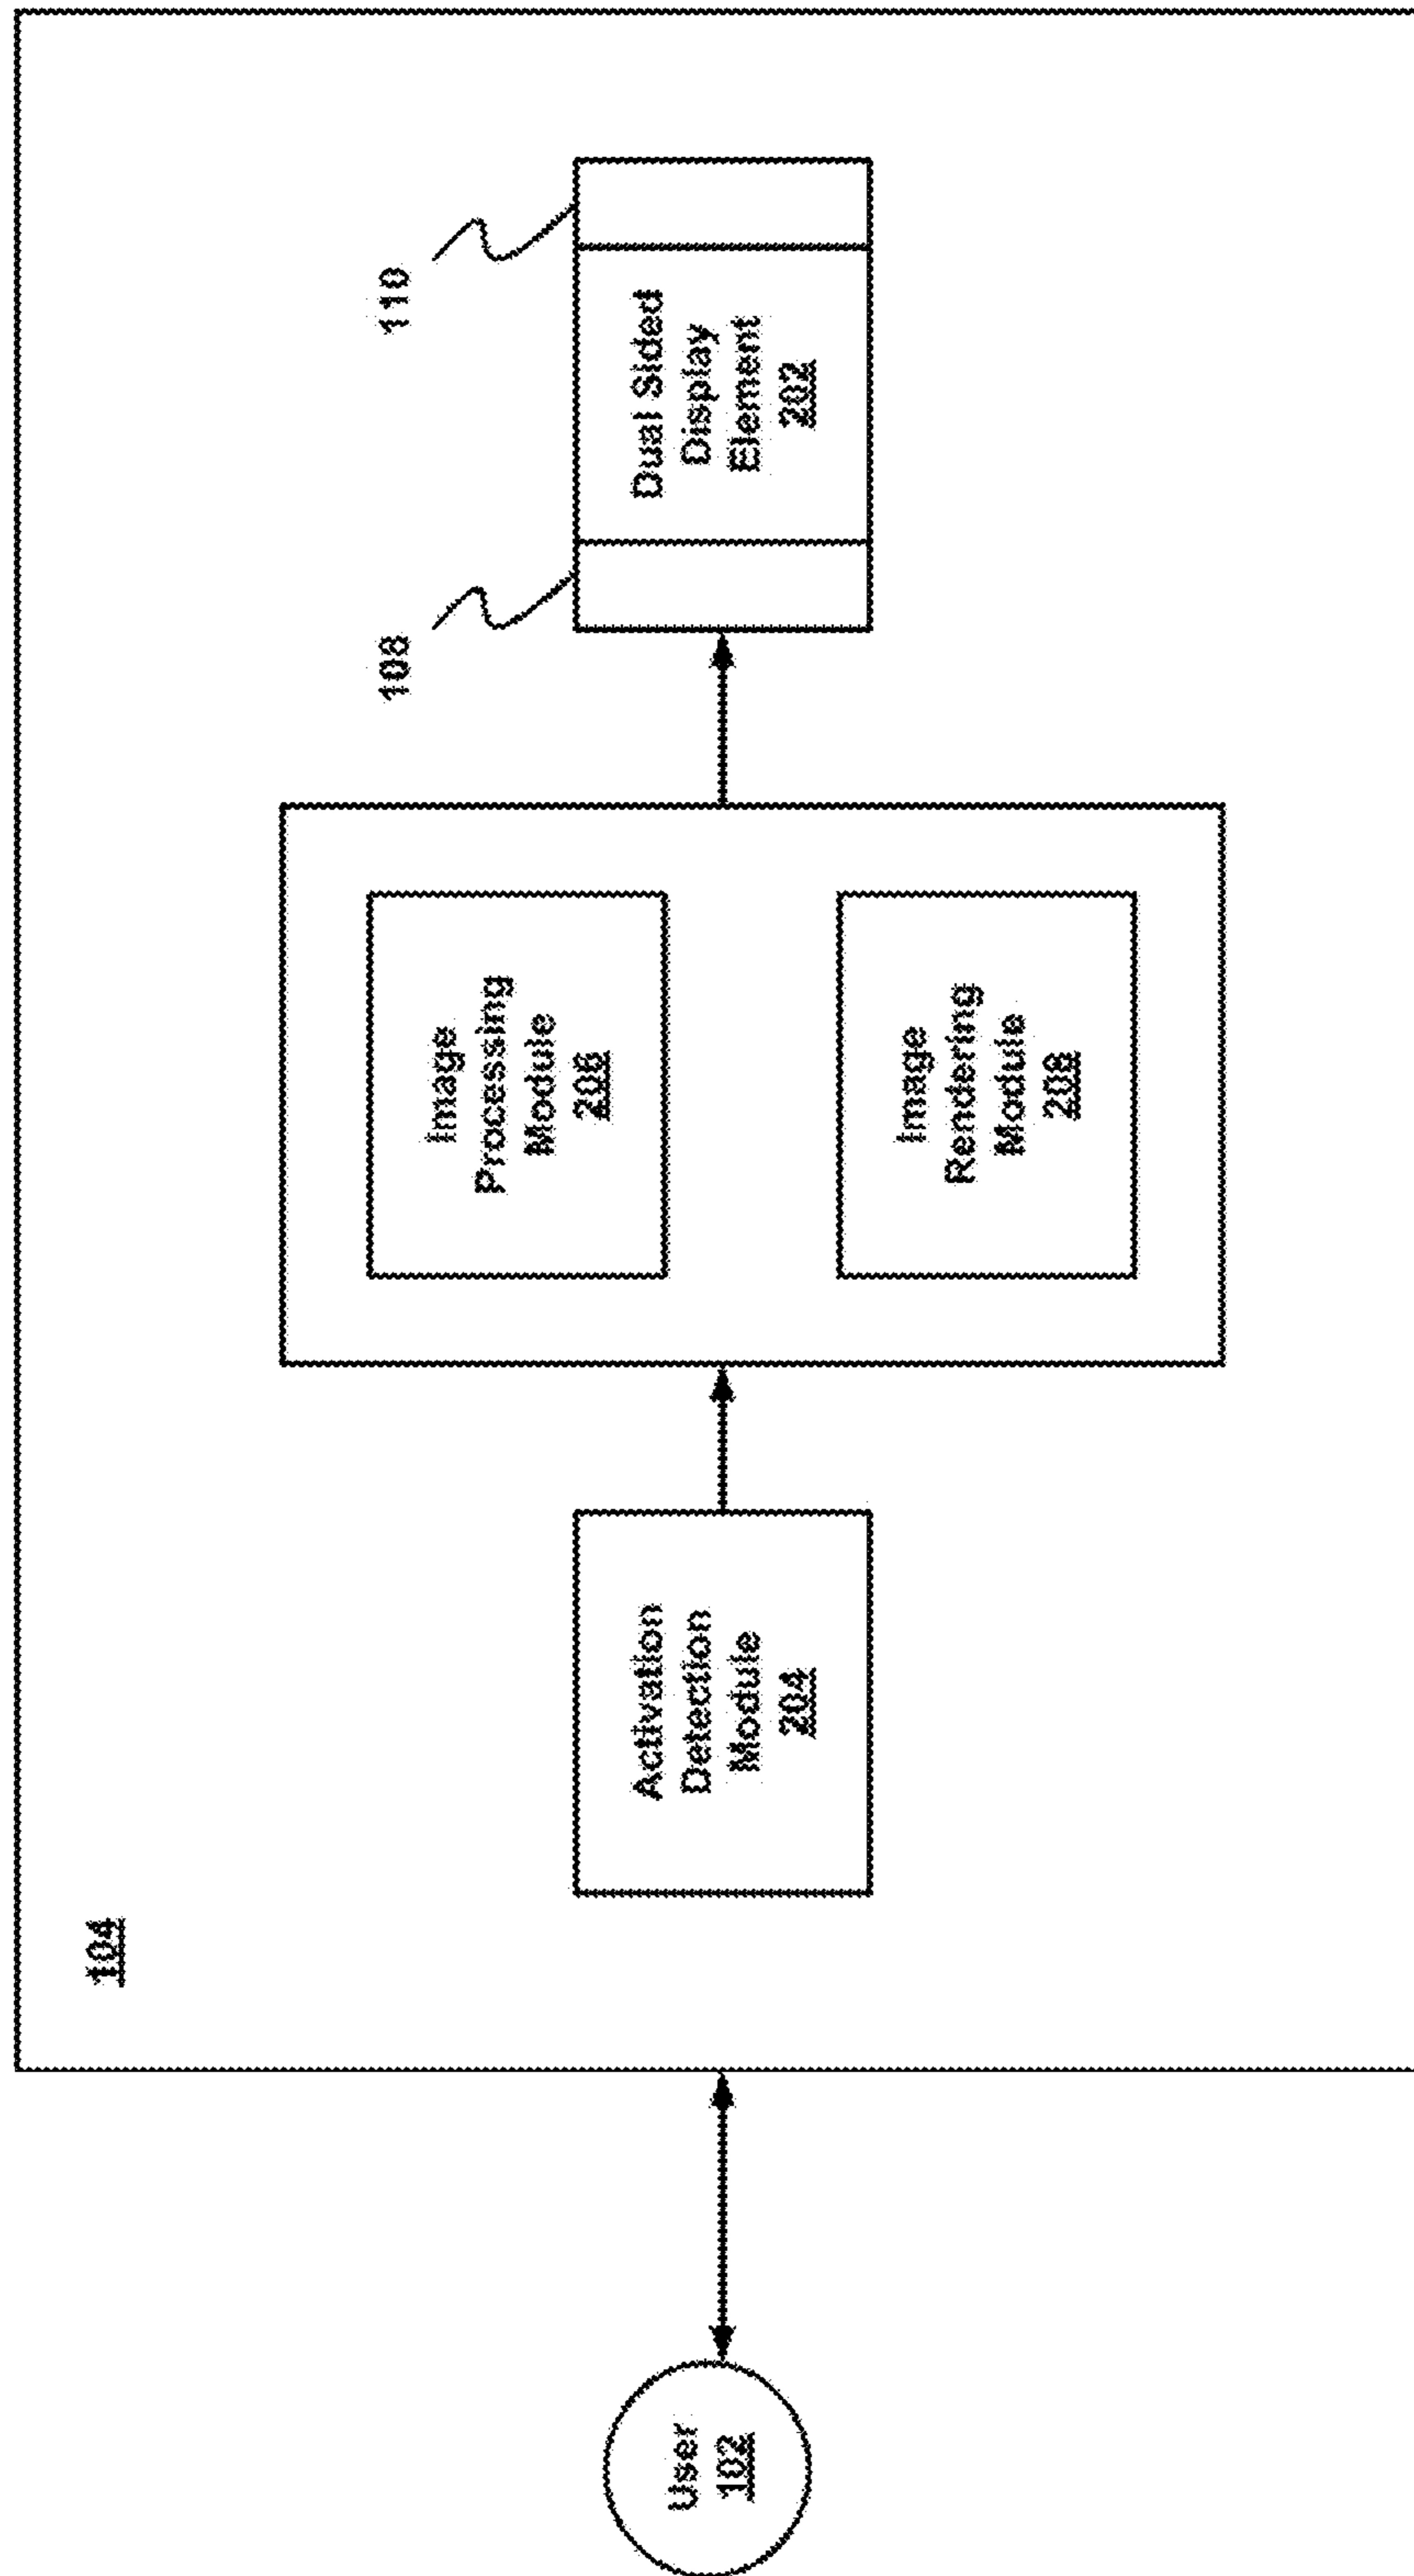 104
User
102
Activation
Detection
Module
204
Image
Processing
Module
206
Image
Rendering
Module
208
108
110
Dual Sided
Display
Element
202